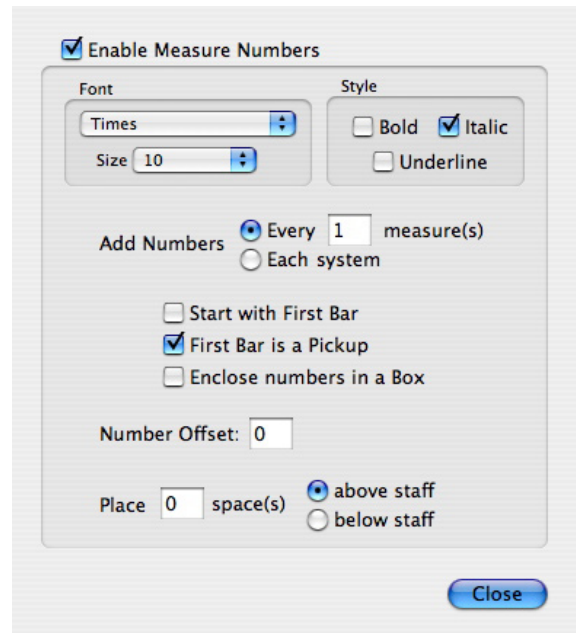 Enable Measure Numbers
Font
Style
Times
Bold
Italic
Size 10
Underline
Add Numbers
Every 1 measure(s)
Each system
Start with First Bar
First Bar is a Pickup
Enclose numbers in a Box
Number Offset: 0
Place 0 space(s)
above staff
below staff
Close